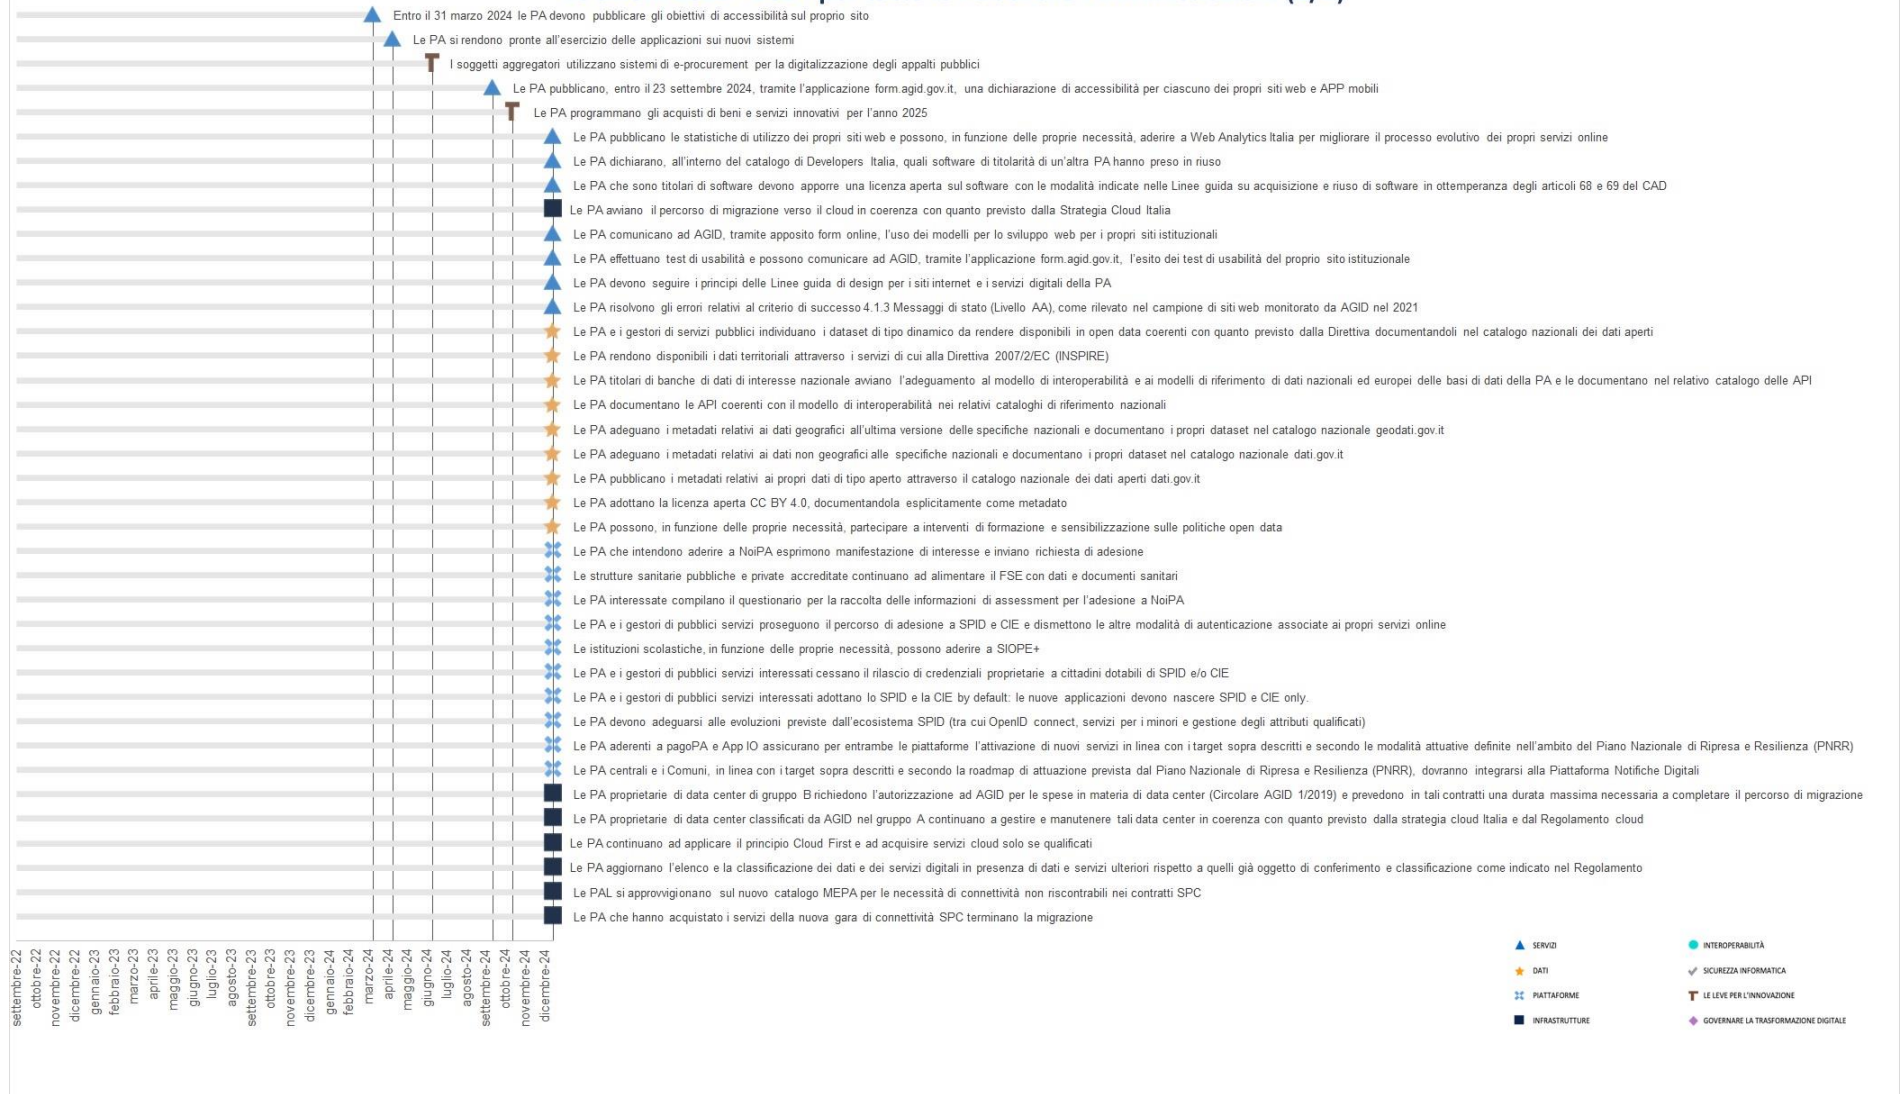 Entro il 31 marzo 2024 le PA devono pubblicare gli obiettivi di accessibilità sul proprio sito
Le PA si rendono pronte all'esercizio delle applicazioni sui nuovi sistemi
I soggetti aggregatori utilizzano sistemi di e-procurement per la digitalizzazione degli appalti pubblici
Le PA pubblicano, entro il 23 settembre 2024, tramite l'applicazione form.agid.gov.it, una dichiarazione di accessibilità per ciascuno dei propri siti web e APP mobili
Le PA programmano gli acquisti di beni e servizi innovativi per l'anno 2025
Le PA pubblicano le statistiche di utilizzo dei propri siti web e possono, in funzione delle proprie necessità, aderire a Web Analytics Italia per migliorare il processo evolutivo dei propri servizi online
Le PA dichiarano, all'interno del catalogo di Developers Italia, quali software di titolarità di un'altra PA hanno preso in riuso
Le PA che sono titolari di software devono apporre una licenza aperta sul software con le modalità indicate nelle Linee guida su acquisizione e riuso di software in ottemperanza degli articoli 68 e 69 del CAD
Le PA avviano il percorso di migrazione verso il cloud in coerenza con quanto previsto dalla Strategia Cloud Italia
Le PA comunicano ad AGID, tramite apposito form online, l'uso dei modelli per lo sviluppo web per i propri siti istituzionali
Le PA effettuano test di usabilità e possono comunicare ad AGID, tramite l'applicazione form.agid.gov.it, l'esito dei test di usabilità del proprio sito istituzionale
Le PA devono seguire i principi delle Linee guida di design per i siti internet e i servizi digitali della PA
Le PA risolvono gli errori relativi al criterio di successo 4.1.3 Messaggi di stato (Livello AA), come rilevato nel campione di siti web monitorato da AGID nel 2021
Le PA e i gestori di servizi pubblici individuano i dataset di tipo dinamico da rendere disponibili in open data coerenti con quanto previsto dalla Direttiva documentandoli nel catalogo nazionali dei dati aperti
Le PA rendono disponibili i dati territoriali attraverso i servizi di cui alla Direttiva 2007/2/EC (INSPIRE)
Le PA titolari di banche di dati di interesse nazionale avviano l'adeguamento al modello di interoperabilità e ai modelli di riferimento di dati nazionali ed europei delle basi di dati della PA e le documentano nel relativo catalogo delle API
Le PA documentano le API coerenti con il modello di interoperabilità nei relativi cataloghi di riferimento nazionali
Le PA adeguano i metadati relativi ai dati geografici all'ultima versione delle specifiche nazionali e documentano i propri dataset nel catalogo nazionale geodati.gov.it
Le PA adeguano i metadati relativi ai dati non geografici alle specifiche nazionali e documentano i propri dataset nel catalogo nazionale dati.gov.it
Le PA pubblicano i metadati relativi ai propri dati di tipo aperto attraverso il catalogo nazionale dei dati aperti dati.gov.it
Le PA adottano la licenza aperta CC BY 4.0, documentandola esplicitamente come metadato
Le PA possono, in funzione delle proprie necessità, partecipare a interventi di formazione e sensibilizzazione sulle politiche open data
Le PA che intendono aderire a NoiPA esprimono manifestazione di interesse e inviano richiesta di adesione
Le strutture sanitarie pubbliche e private accreditate continuano ad alimentare il FSE con dati e documenti sanitari
Le PA interessate compilano il questionario per la raccolta delle informazioni di assessment per l'adesione a NoiPA
Le PA e i gestori di pubblici servizi proseguono il percorso di adesione a SPID e CIE e dismettono le altre modalità di autenticazione associate ai propri servizi online
Le istituzioni scolastiche, in funzione delle proprie necessità, possono aderire a SIOPE+
Le PA e i gestori di pubblici servizi interessati cessano il rilascio di credenziali proprietarie a cittadini dotabili di SPID e/o CIE
Le PA e i gestori di pubblici servizi interessati adottano lo SPID e la CIE by default: le nuove applicazioni devono nascere SPID e CIE only.
Le PA devono adeguarsi alle evoluzioni previste dall'ecosistema SPID (tra cui OpenID connect, servizi per i minori e gestione degli attributi qualificati)
Le PA aderenti a pagoPA e App IO assicurano per entrambe le piattaforme l'attivazione di nuovi servizi in linea con i target sopra descritti e secondo le modalità attuative definite nell'ambito del Piano Nazionale di Ripresa e Resilienza (PNRR)
Le PA centrali e i Comuni, in linea con i target sopra descritti e secondo la roadmap di attuazione prevista dal Piano Nazionale di Ripresa e Resilienza (PNRR), dovranno integrarsi alla Piattaforma Notifiche Digitali
Le PA proprietarie di data center di gruppo B richiedono l'autorizzazione ad AGID per le spese in materia di data center (Circolare AGID 1/2019) e prevedono in tali contratti una durata massima necessaria a completare il percorso di migrazione
Le PA proprietarie di data center classificati da AGID nel gruppo A continuano a gestire e manutenere tali data center in coerenza con quanto previsto dalla strategia cloud Italia e dal Regolamento cloud
Le PA continuano ad applicare il principio Cloud First e ad acquisire servizi cloud solo se qualificati
Le PA aggiornano l'elenco e la classificazione dei dati e dei servizi digitali in presenza di dati e servizi ulteriori rispetto a quelli già oggetto di conferimento e classificazione come indicato nel Regolamento
Le PAL si approvvigionano sul nuovo catalogo MEPA per le necessità di connettività non riscontrabili nei contratti SPC
Le PA che hanno acquistato i servizi della nuova gara di connettività SPC terminano la migrazione
settembre-22
ottobre-22
novembre-22
dicembre-22
gennaio-23
febbraio-23
marzo-23
aprile-23
maggio-23
giugno-23
luglio-23
agosto-23
settembre-23
ottobre-23
novembre-23
dicembre-23
gennaio-24
febbraio-24
marzo-24
aprile-24
maggio-24
giugno-24
luglio-24
agosto-24
settembre-24
ottobre-24
novembre-24
dicembre-24
SERVIZI
DATI
PIATTAFORME
INFRASTRUTTURE
INTEROPERABILITÀ
SICUREZZA INFORMATICA
LE LEVE PER L'INNOVAZIONE
GOVERNARE LA TRASFORMAZIONE DIGITALE